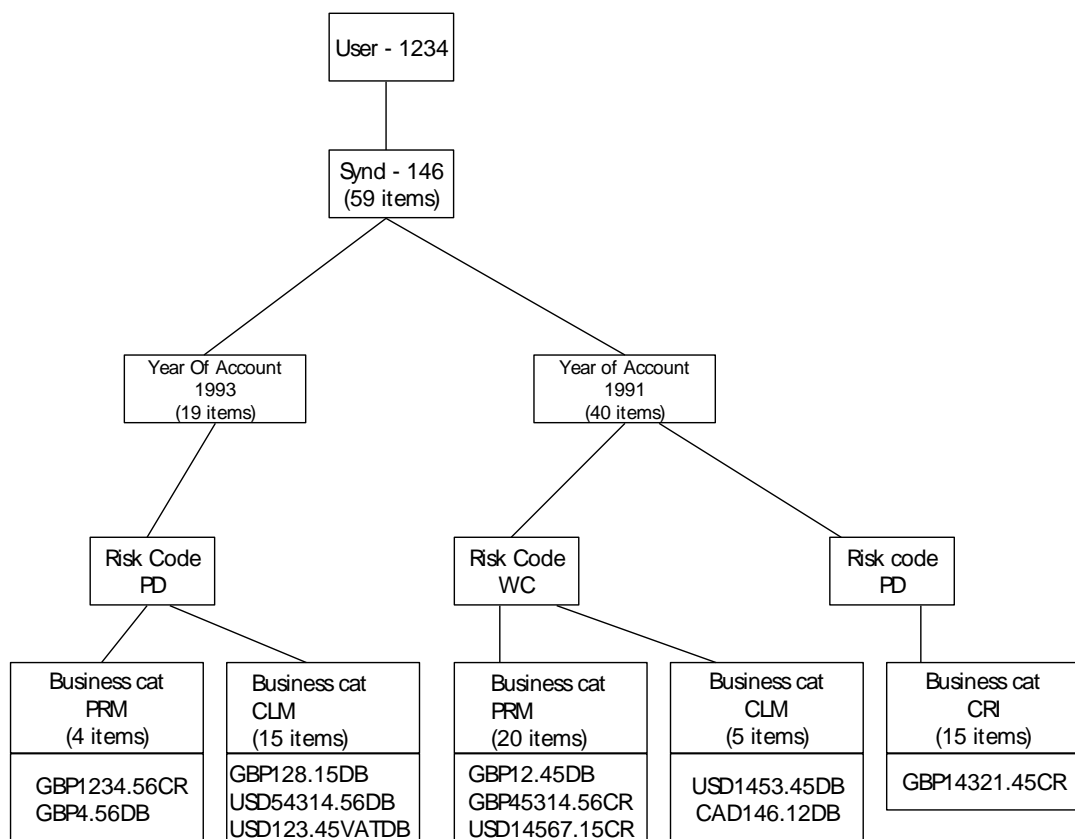 User - 1234
Synd - 146
(59 items)
Year Of Account
1993
(19 items)
Year of Account
1991
(40 items)
Risk Code
PD
Risk Code
WC
Risk code
PD
Business cat
PRM
(4 items)
GBP1234.56CR
GBP4.56DB
Business cat
CLM
(15 items)
GBP128.15DB
USD54314.56DB
USD123.45VATDB
Business cat
PRM
(20 items)
GBP12.45DB
GBP45314.56CR
USD14567.15CR
Business cat
CLM
(5 items)
USD1453.45DB
CAD146.12DB
Business cat
CRI
(15 items)
GBP14321.45CR